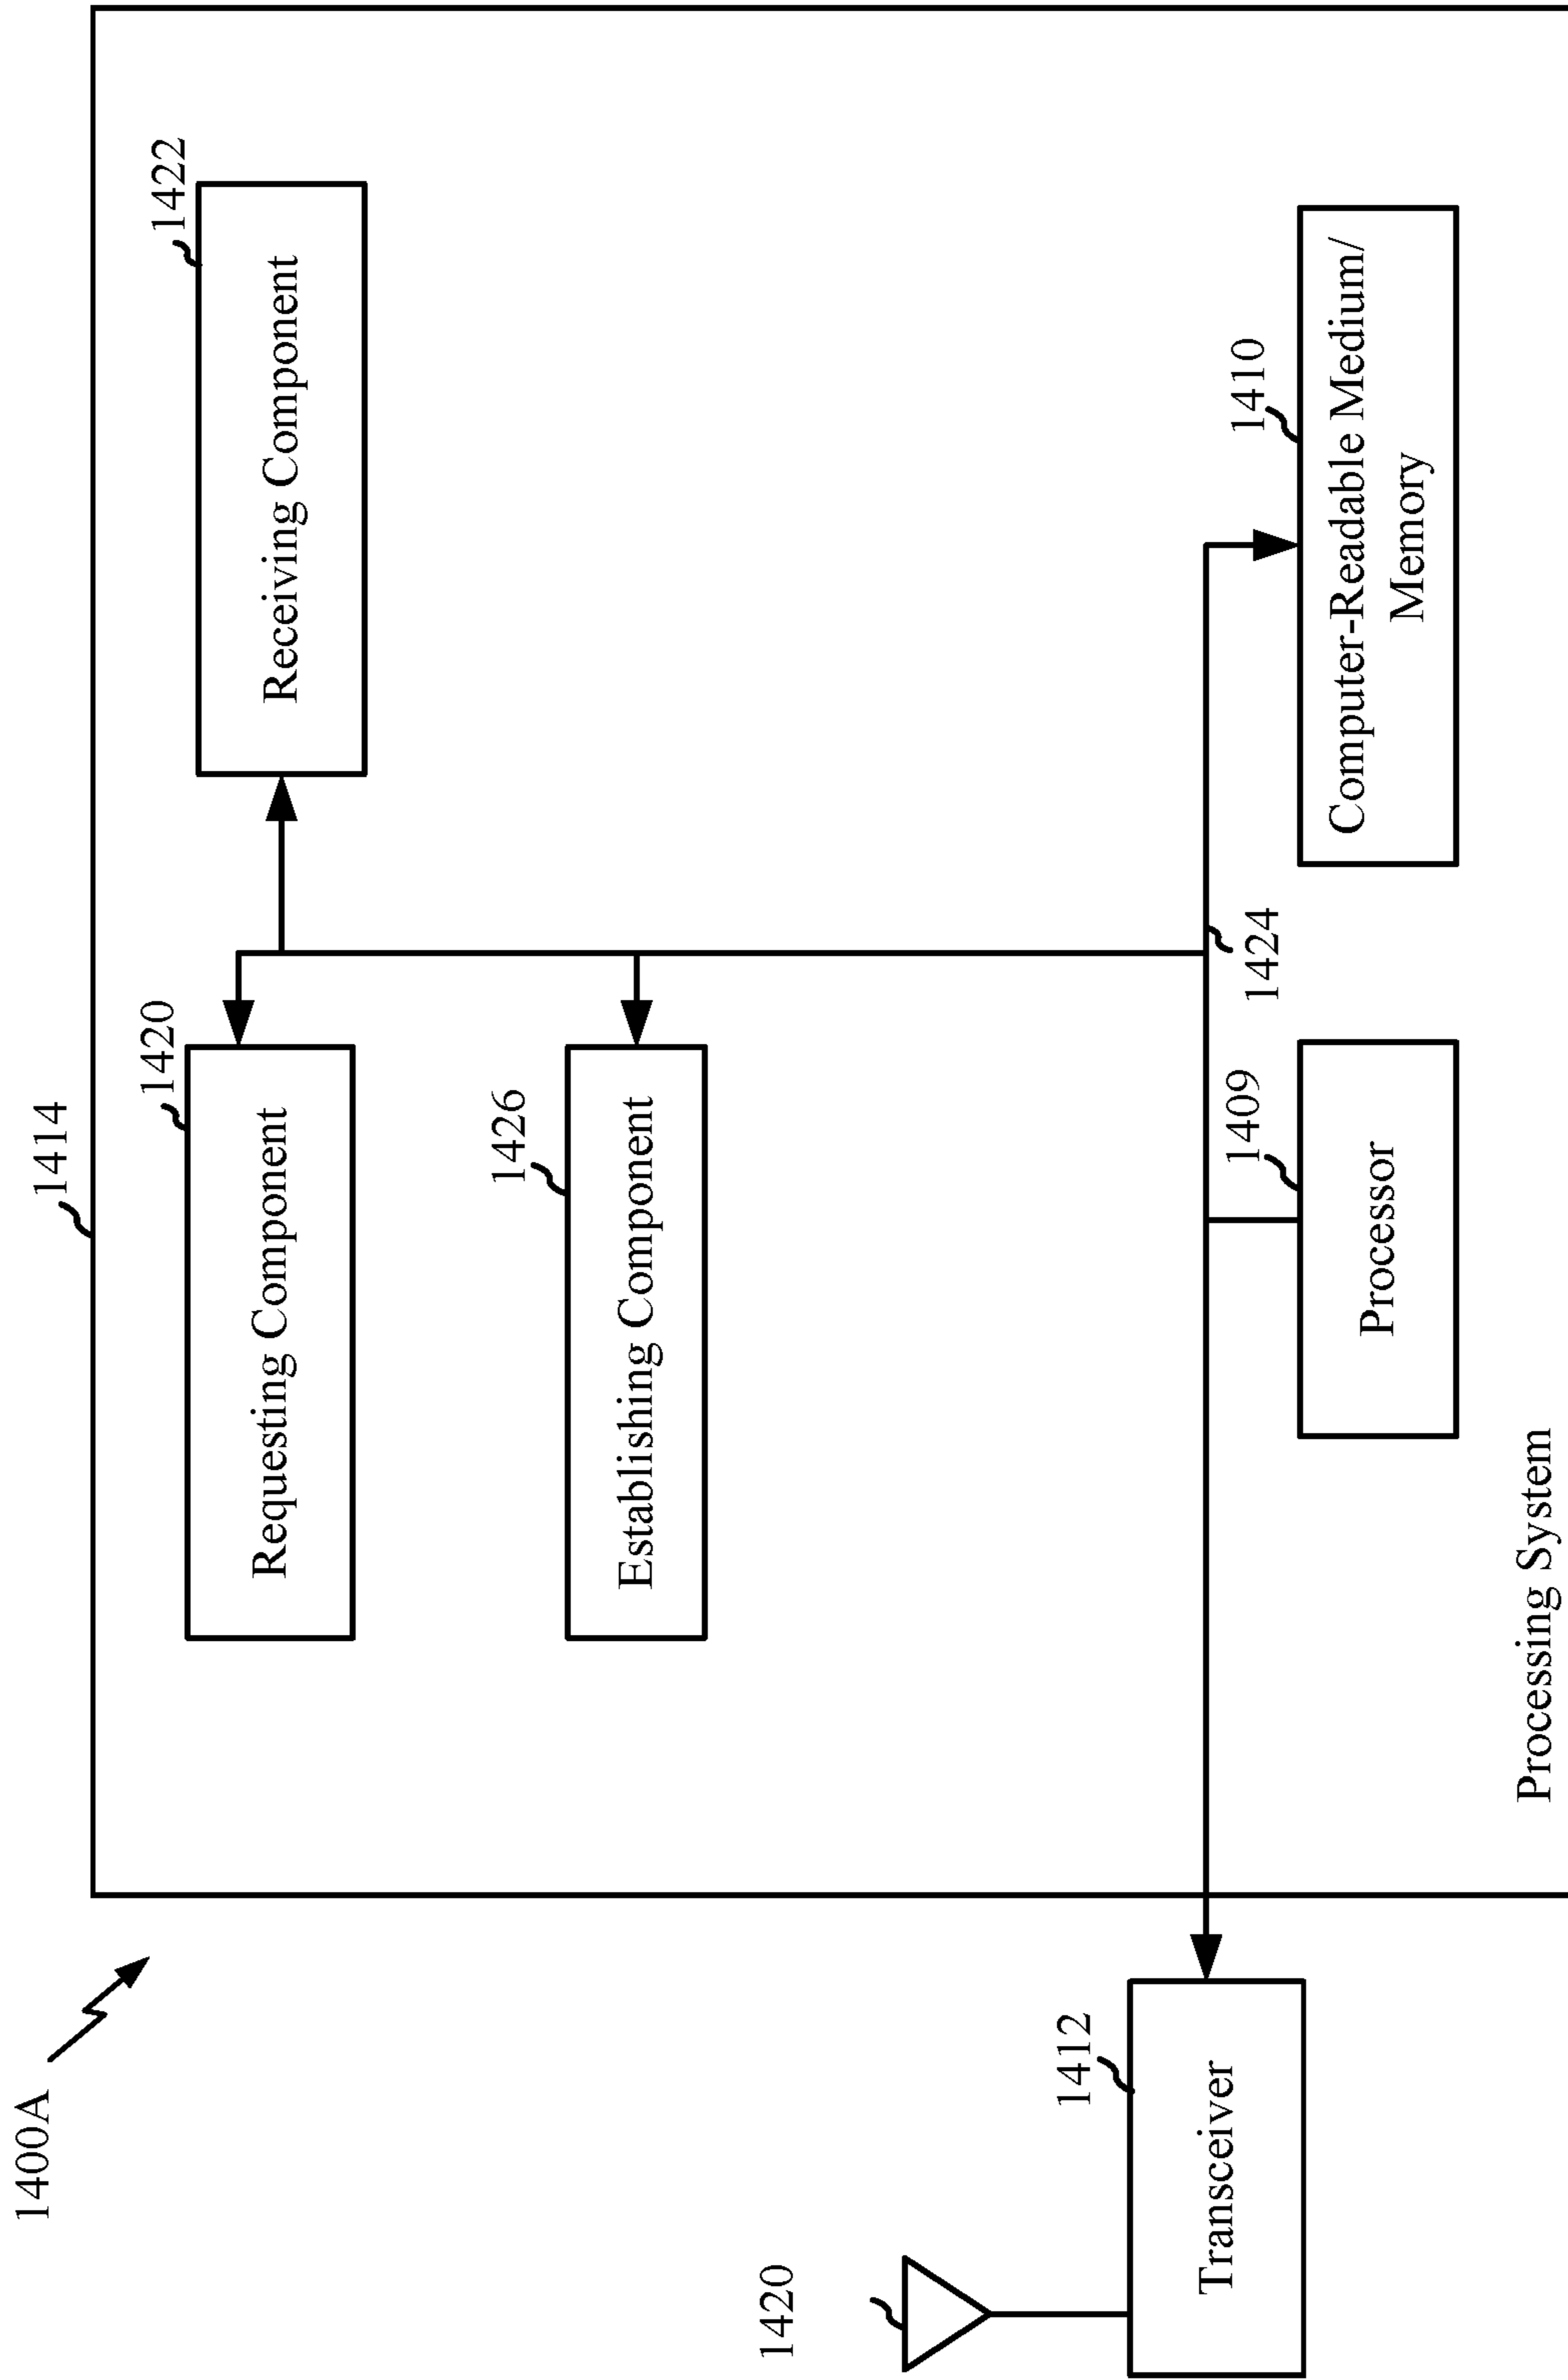 1400A
1414
1420
Requesting Component
1422
Receiving Component
1426
Establishing Component
1420
1412
Transceiver
1424
1409
Processor
1410
Computer-Readable Medium/
Memory
Processing System